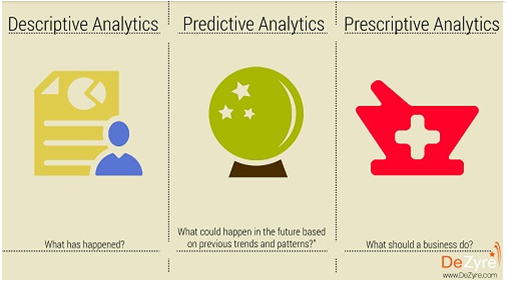 Descriptive Analytics
Predictive Analytics
Prescriptive Analytics
What has happened?
What could happen in the future based
on previous trends and patterns?"
What should a business do?
DeZyre
www.DeZyre.com